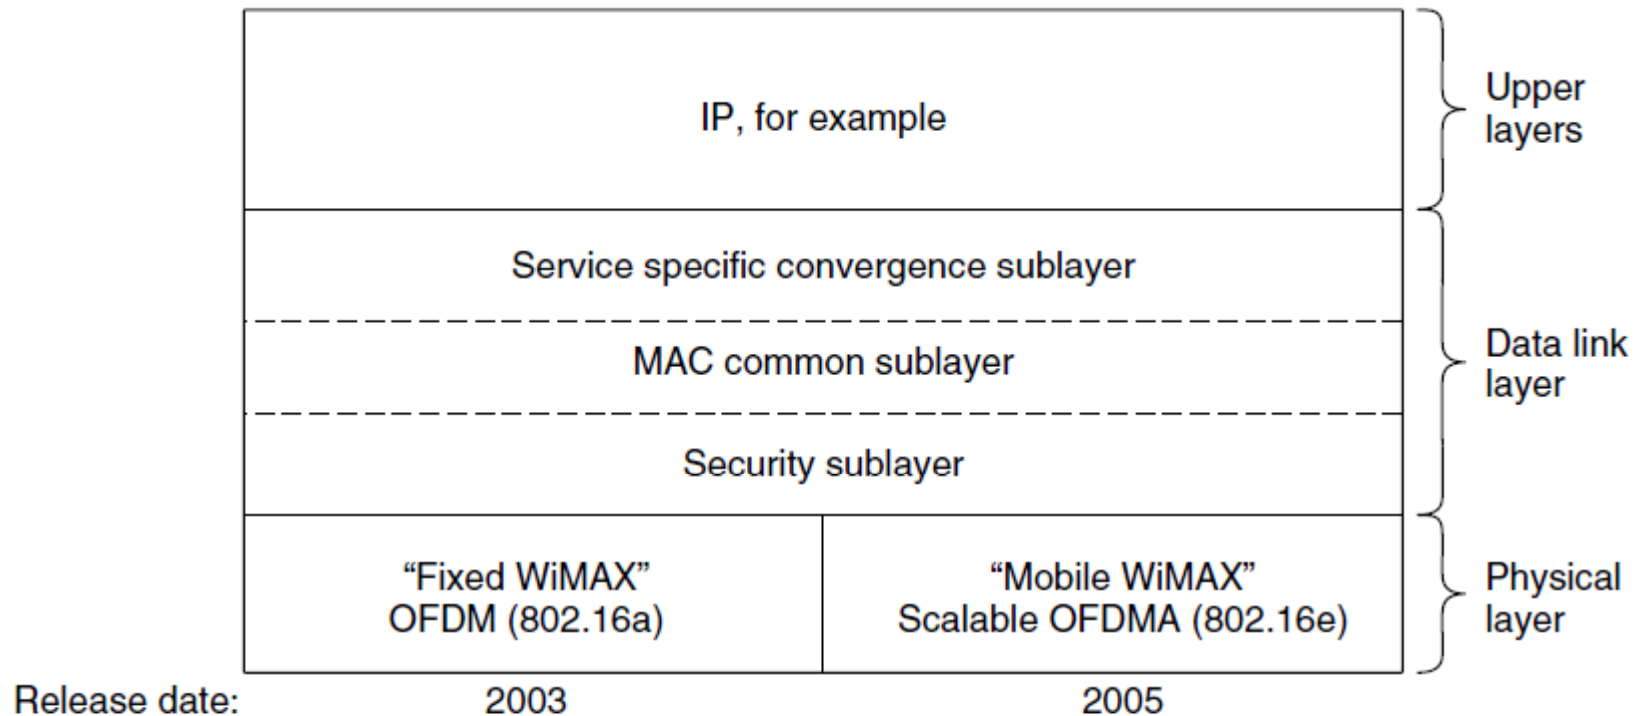 IP, for example
Upper
layers
Service specific convergence sublayer
MAC common sublayer
Security sublayer
Data link
layer
“Fixed WiMAX”
OFDM (802.16a)
“Mobile WiMAX”
Scalable OFDMA (802.16e)
Physical
layer
Release date:
2003
2005